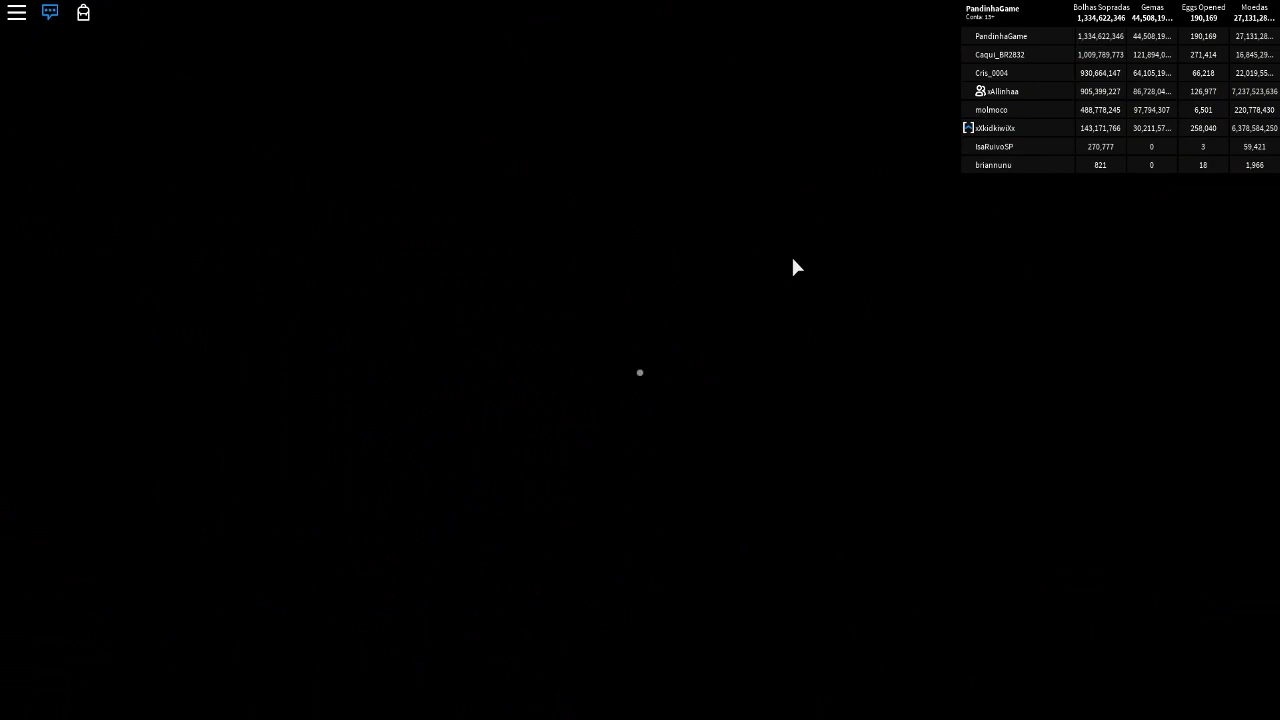 PandinhaGame Bolhas Sopradas Gemas Eggs Opened Moedas
Conta: 13+ 1,334,622,346 44,508,19... 190,169 27,131,28...
PandinhaGame 1,334,622,346 44,508,19... 190,169 27,131,28...
Caqui_BR2832 1,009,789,773 121,894,0... 271,414 16,845,29...
Cris_0004 930,664,147 64,105,19... 66,218 22,019,55...
xAllinhaa 905,399,227 86,728,04... 126,977 7,237,523,636
molmoco 488,778,245 97,794,307 6,501 220,778,430
xXkidkiwiXx 143,171,766 30,211,57... 258,040 6,378,584,250
IsaRuivoSP 270,777 0 3 59,421
briannunu 821 0 18 1,966